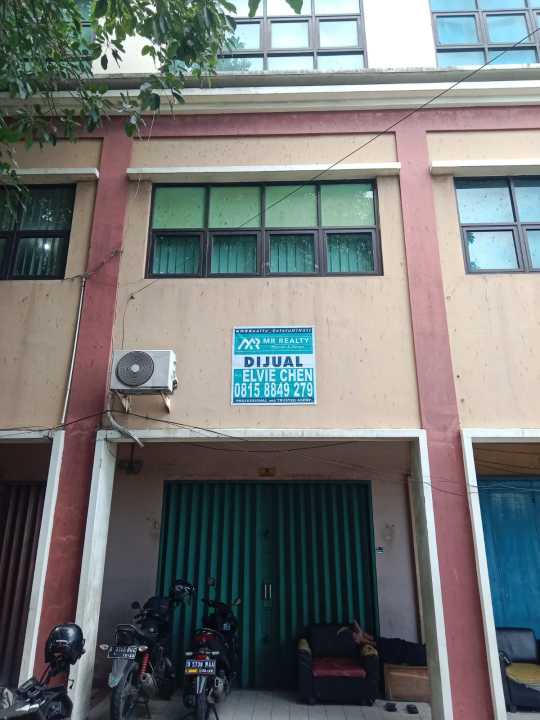 MR REALTY
DIJUAL
ELVIE CHEN
0815 8849 279
PROFESSIONAL and TRUSTED AGENT